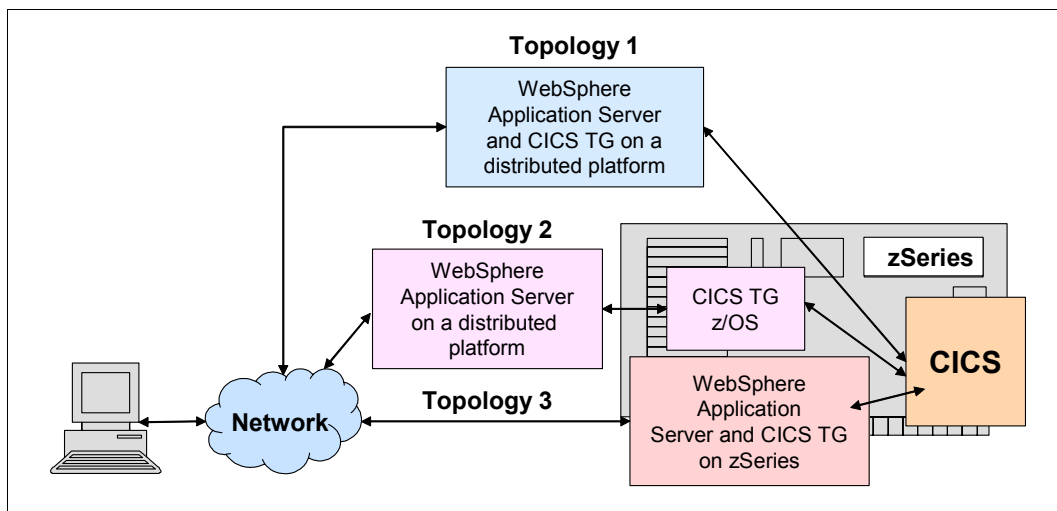 Topology 1
WebSphere
Application Server
and CICS TG on a
distributed platform
Topology 2
WebSphere
Application Server
on a distributed
platform
zSeries
CICS TG
z/OS
CICS
Topology 3
Network
WebSphere
Application
Server and CICS TG
on zSeries